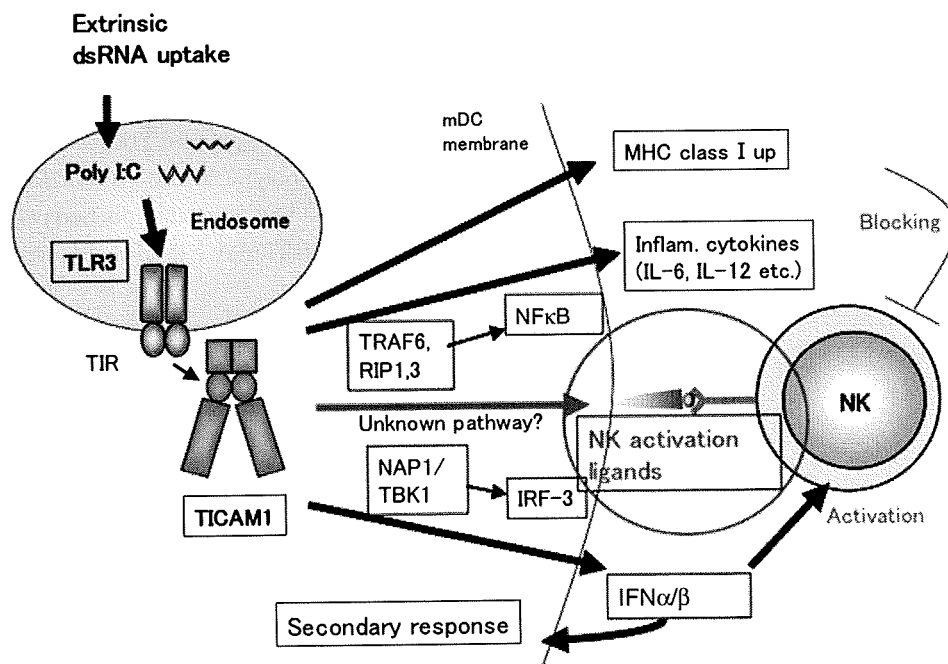 Extrinsic
dsRNA uptake
Poly I:C
Endosome
TLR3
TIR
TICAM1
mDC
membrane
MHC class I up
Inflam. cytokines
(IL-6, IL-12 etc.)
Blocking
TRAF6,
RIP1,3
NFκB
Unknown pathway?
NK activation
ligands
NK
NAP1/
TBK1
IRF-3
Activation
IFNα/β
Secondary response